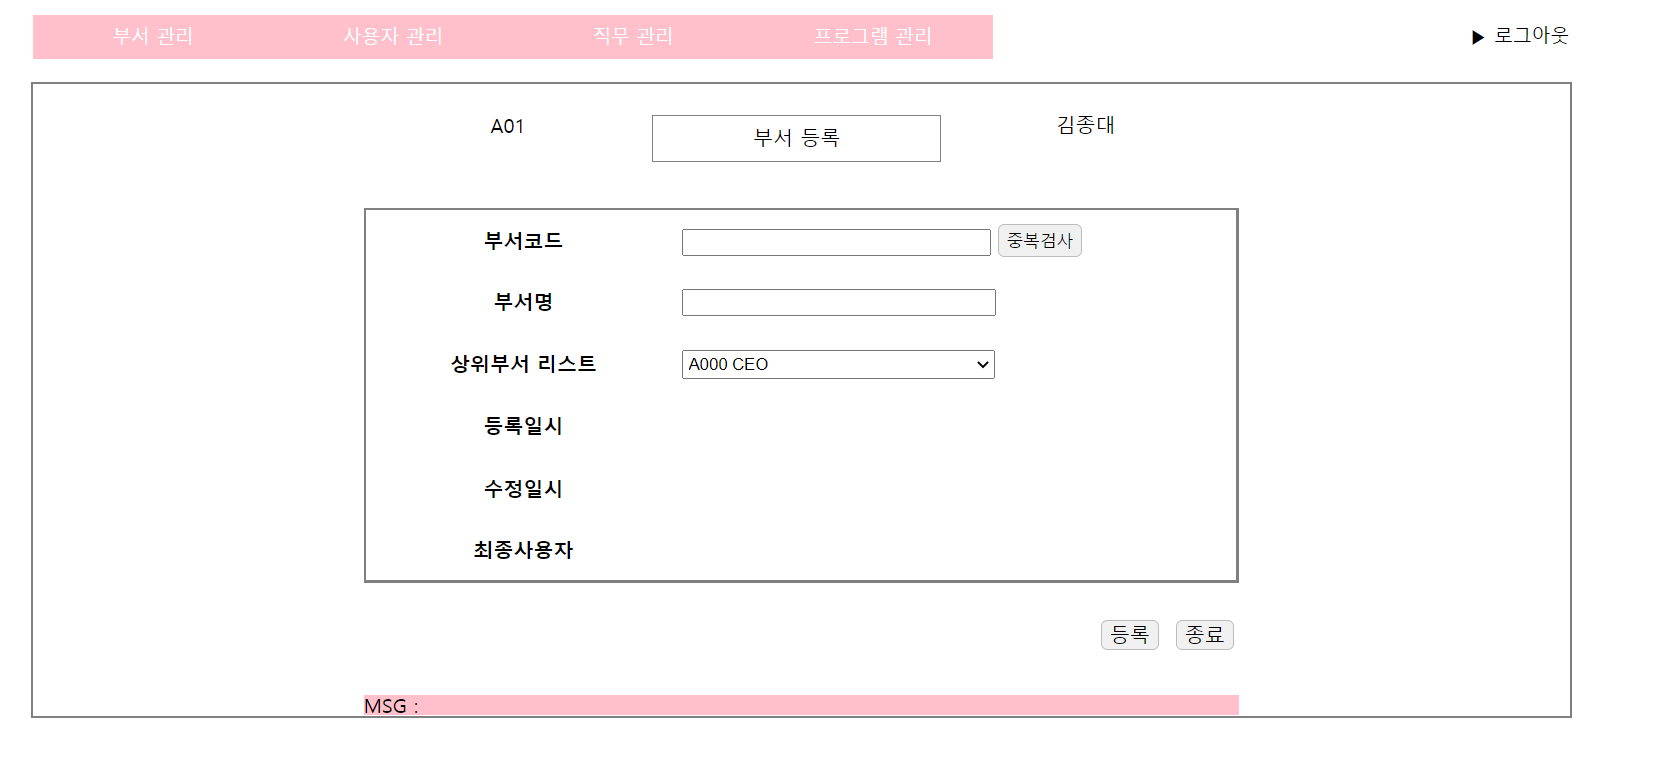 부서 관리 사용자 관리 직무 관리 프로그램 관리 ▶ 로그아웃
A01 부서 등록 김종대
부서코드 중복검사
부서명
상위부서 리스트 A000 CEO
등록일시
수정일시
최종사용자
등록 종료
MSG :